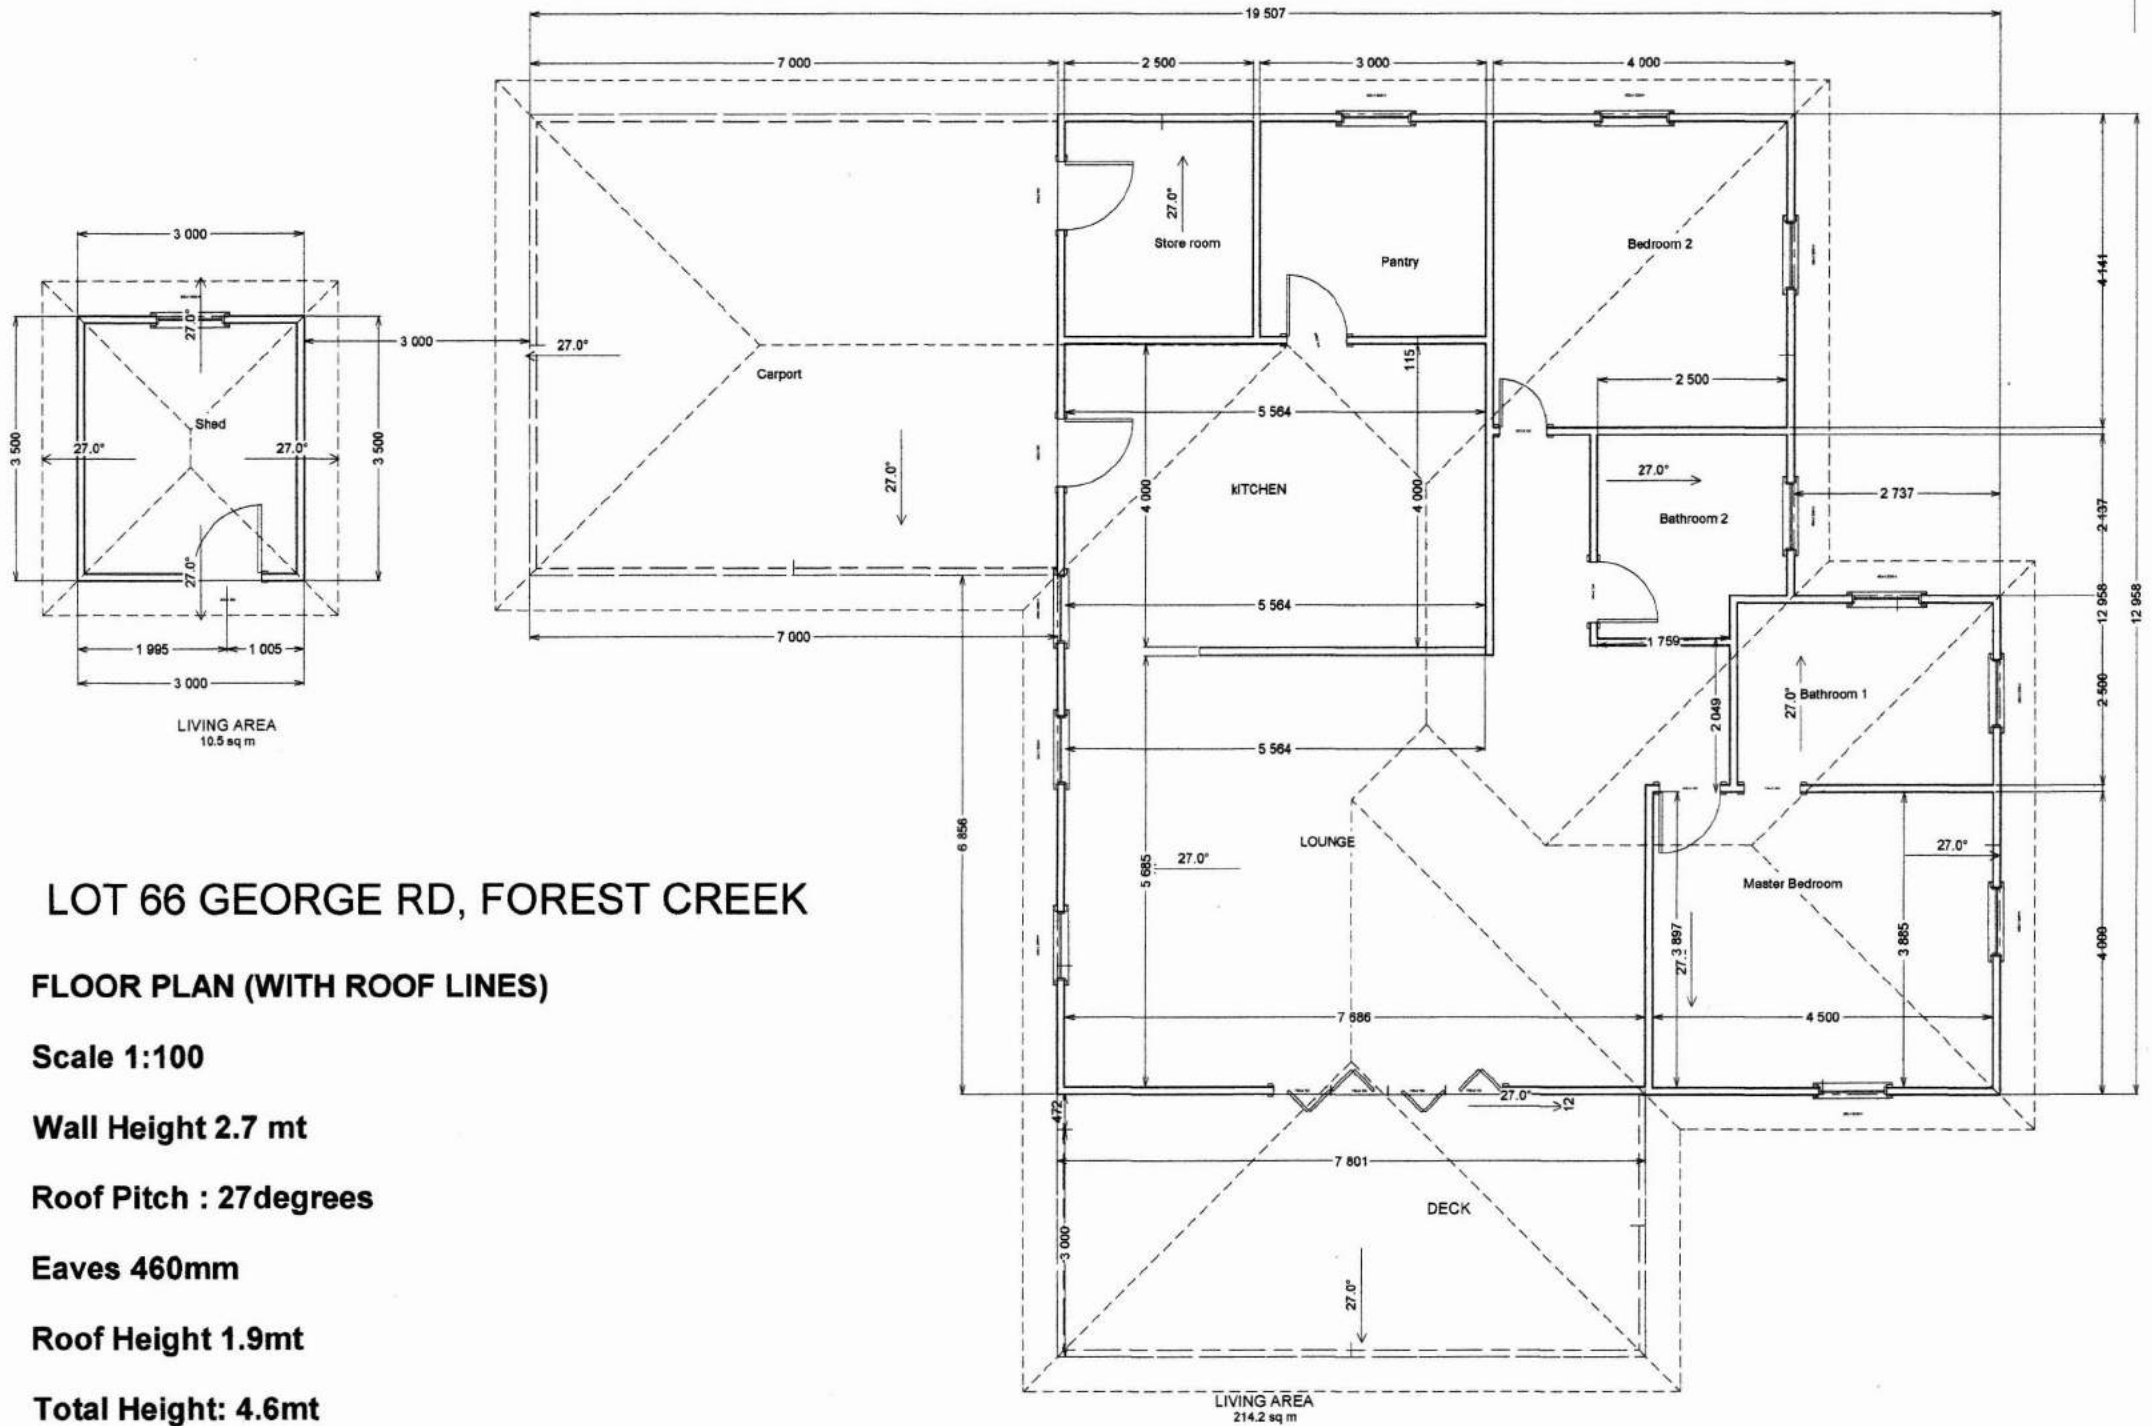 19 507
7 000
2 500
3 000
4 000
3 000
27.0°
Store room
Pantry
Bedroom 2
4 141
27.0°
3 000
27.0°
Carport
115
2 500
5 564
3 500
Shed
27.0°
27.0°
3 500
27.0°
4 000
kITCHEN
4 000
27.0°
2 737
Bathroom 2
2 437
27.0°
5 564
12 958
12 958
7 000
1 759
1 995
1 005
3 000
27.0°
Bathroom 1
2 500
2 049
LIVING AREA
10.5 sq m
5 564
6 856
LOUNGE
5 685
27.0°
27.0°
Master Bedroom
LOT 66 GEORGE RD, FOREST CREEK
3 897
3 885
4 000
FLOOR PLAN (WITH ROOF LINES)
7 686
4 500
Scale 1:100
27.0°
12
472
Wall Height 2.7 mt
7 801
Roof Pitch : 27degrees
DECK
3 000
Eaves 460mm
27.0°
Roof Height 1.9mt
Total Height: 4.6mt
LIVING AREA
214.2 sq m